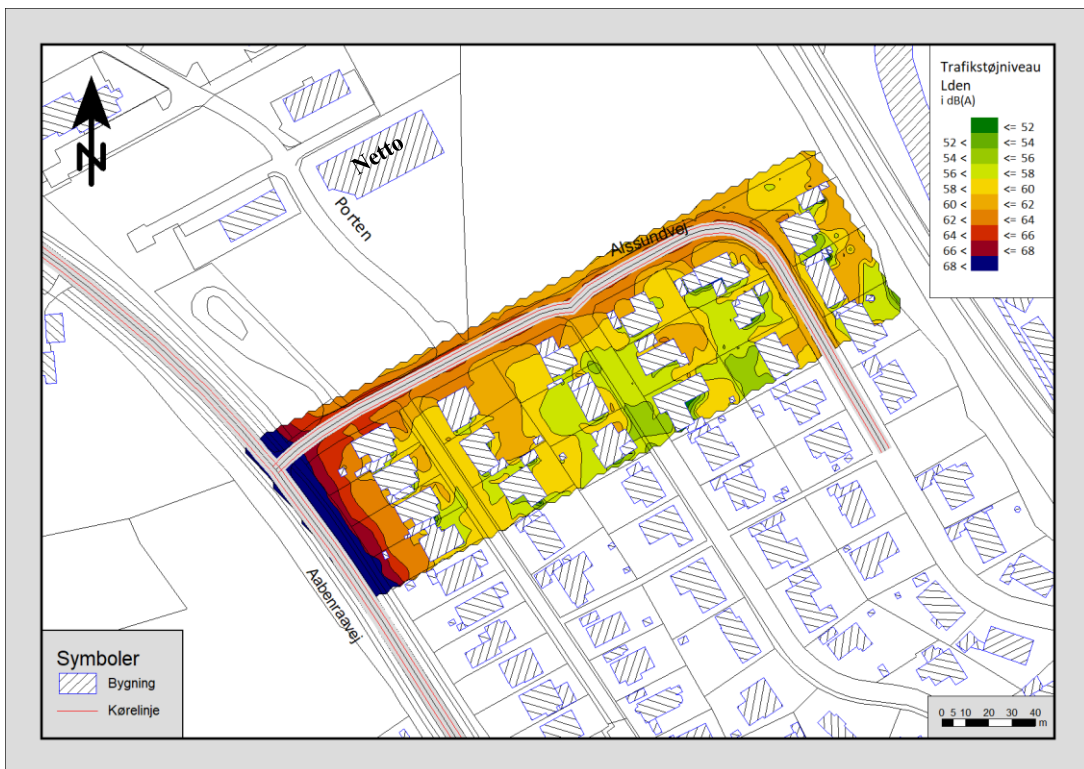 N
Netto
Porten
Alssundvej
Aabenraavej
Trafikstøjniveau
Lden
i dB(A)
<= 52
52 < <= 54
54 < <= 56
56 < <= 58
58 < <= 60
60 < <= 62
62 < <= 64
64 < <= 66
66 < <= 68
68 <
Symboler
Bygning
Kørelinje
0 5 10 20 30 40
m